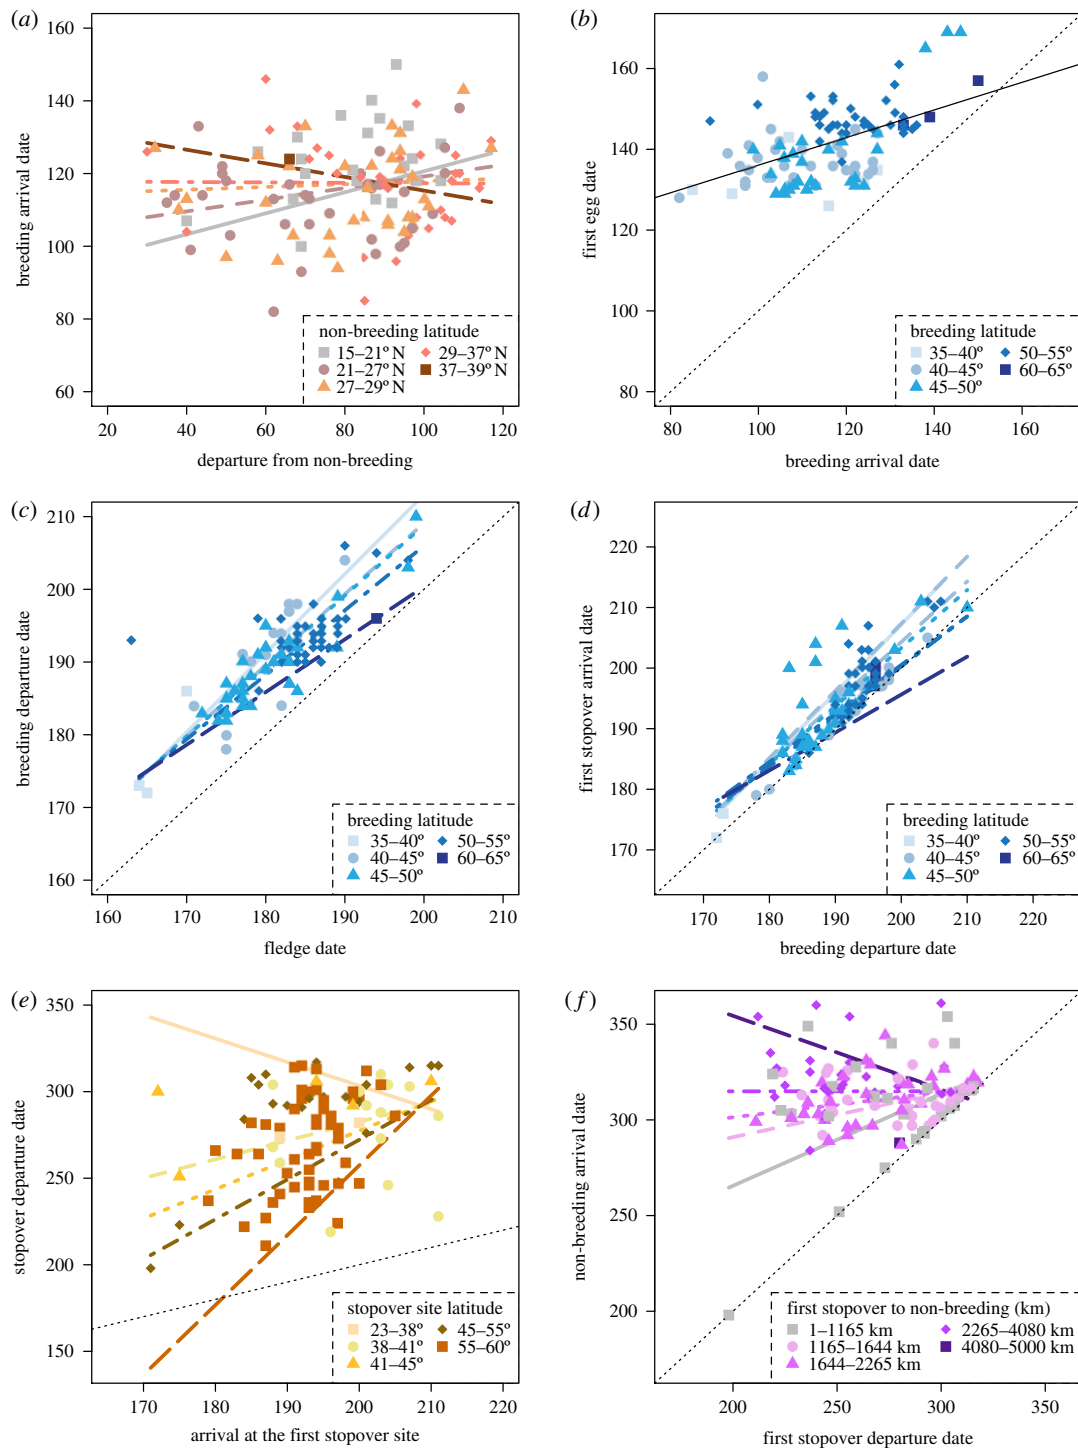 (a)
160
140
120
100
80
60
breeding arrival date
20 40 60 80 100 120
departure from non-breeding
non-breeding latitude
15–21° N
21–27° N
27–29° N
29–37° N
37–39° N
(b)
160
140
120
100
80
first egg date
80 100 120 140 160
breeding arrival date
breeding latitude
35–40°
40–45°
45–50°
50–55°
60–65°
(c)
210
200
190
180
170
160
breeding departure date
160 170 180 190 200 210
fledge date
breeding latitude
35–40°
40–45°
45–50°
50–55°
60–65°
(d)
220
210
200
190
180
170
first stopover arrival date
170 180 190 200 210 220
breeding departure date
breeding latitude
35–40°
40–45°
45–50°
50–55°
60–65°
(e)
350
300
250
200
150
stopover departure date
170 180 190 200 210 220
arrival at the first stopover site
stopover site latitude
23–38°
38–41°
41–45°
45–55°
55–60°
(f)
350
300
250
200
non-breeding arrival date
200 250 300 350
first stopover departure date
first stopover to non-breeding (km)
1–1165 km
1165–1644 km
1644–2265 km
2265–4080 km
4080–5000 km